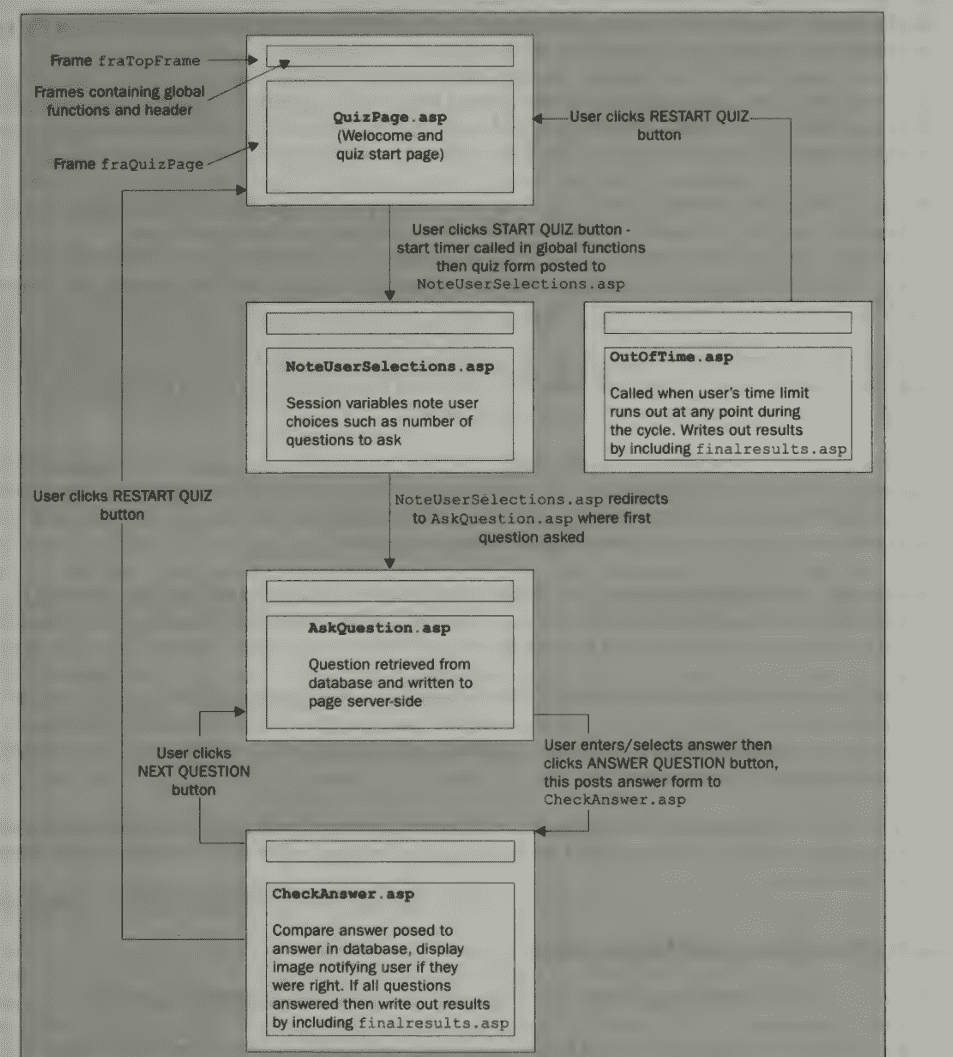 Frame fraTopFrame
Frames containing global
functions and header
Frame fraQuizPage
QuizPage.asp
(Welocome and
quiz start page)
User clicks RESTART QUIZ
button
User clicks START QUIZ button -
start timer called in global functions
then quiz form posted to
NoteUserSelections.asp
NoteUserSelections.asp
Session variables note user
choices such as number of
questions to ask
OutOfTime.asp
Called when user's time limit
runs out at any point during
the cycle. Writes out results
by including finalresults.asp
User clicks RESTART QUIZ
button
NoteUserSelections.asp redirects
to AskQuestion.asp where first
question asked
AskQuestion.asp
Question retrieved from
database and written to
page server-side
User clicks
NEXT QUESTION
button
User enters/selects answer then
clicks ANSWER QUESTION button,
this posts answer form to
CheckAnswer.asp
CheckAnswer.asp
Compare answer posed to
answer in database, display
image notifying user if they
were right. If all questions
answered then write out results
by including finalresults.asp